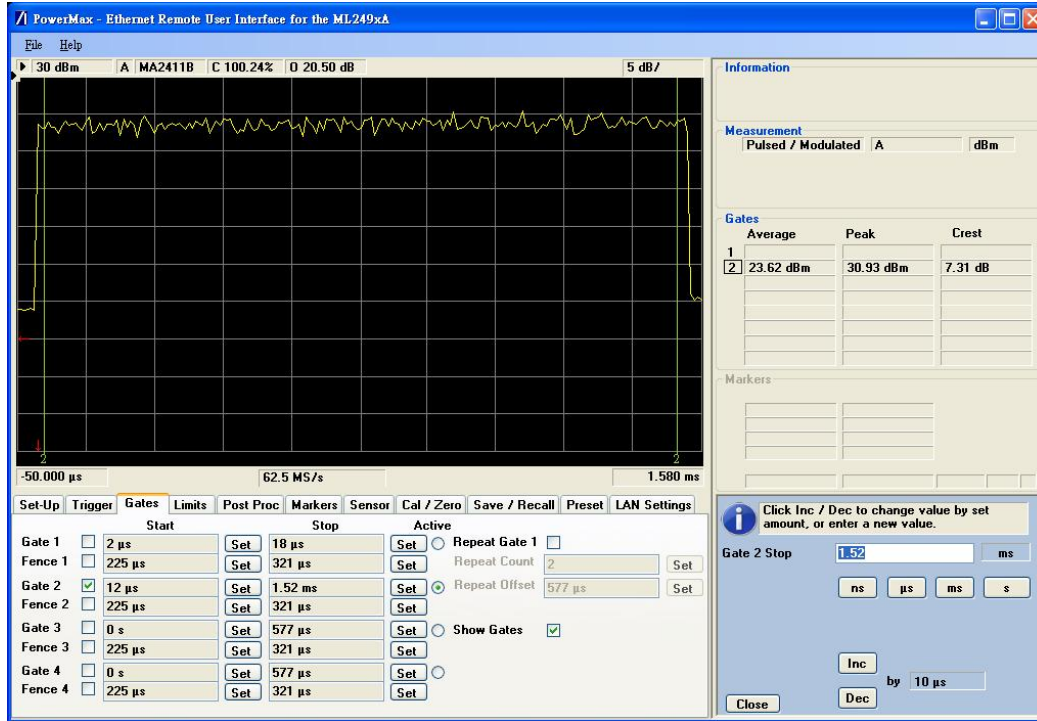 PowerMax - Ethernet Remote User Interface for the ML249xA
File Help
30 dBm A MA2411B C 100.24% O 20.50 dB 5 dB/
2 2
-50.000 µs 62.5 MS/s 1.580 ms
Information
Measurement
Pulsed / Modulated A dBm
Gates
Average Peak Crest
1
2 23.62 dBm 30.93 dBm 7.31 dB
Markers
Set-Up Trigger Gates Limits Post Proc Markers Sensor Cal / Zero Save / Recall Preset LAN Settings
Start Stop Active
Gate 1 2 µs Set 18 µs Set Repeat Gate 1
Fence 1 225 µs Set 321 µs Set Repeat Count 2 Set
Gate 2 12 µs Set 1.52 ms Set Repeat Offset 577 µs Set
Fence 2 225 µs Set 321 µs Set
Gate 3 0 s Set 577 µs Set Show Gates
Fence 3 225 µs Set 321 µs Set
Gate 4 0 s Set 577 µs Set
Fence 4 225 µs Set 321 µs Set
Click Inc / Dec to change value by set
amount, or enter a new value.
Gate 2 Stop 1.52 ms
ns µs ms s
Inc
by 10 µs
Close Dec